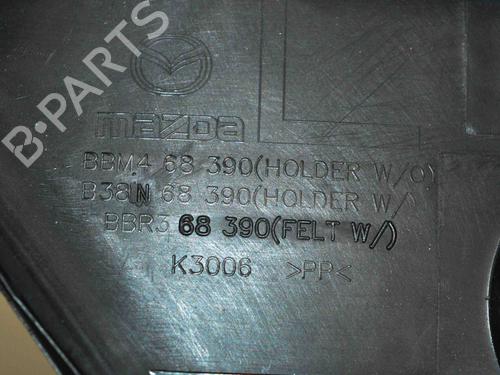 B-PARTS
mazda
BBM4 68 390(HOLDER W/O)
B38N 68 390(HOLDER W/)
BBR3 68 390(FELT W/)
K3006 >PP<